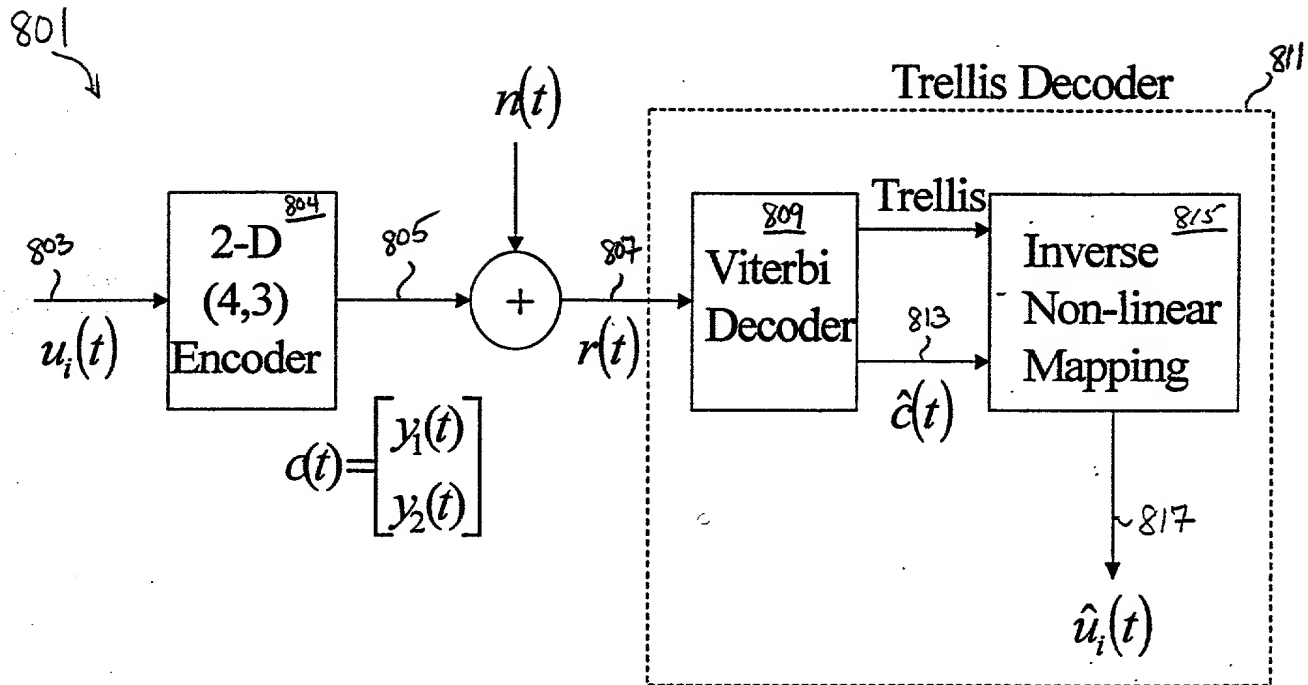 801
811
Trellis Decoder
n(t)
803
u_i(t)
804
2-D
(4,3)
Encoder
805
c(t)=[y_1(t)
y_2(t)]
+
807
r(t)
809
Viterbi
Decoder
Trellis
813
ĉ(t)
815
Inverse
Non-linear
Mapping
817
û_i(t)